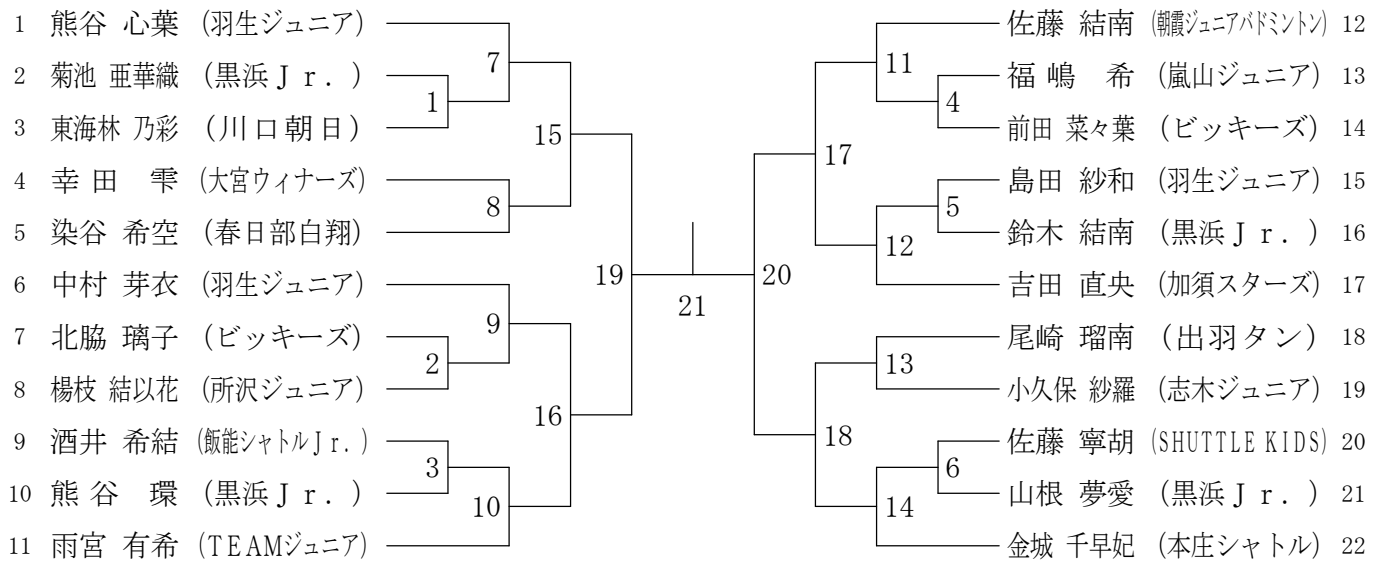 1 熊谷 心葉 (羽生ジュニア)
2 菊池 亜華織 (黒浜Ｊｒ．)
3 東海林 乃彩 (川口朝日)
4 幸田 雫 (大宮ウィナーズ)
5 染谷 希空 (春日部白翔)
6 中村 芽衣 (羽生ジュニア)
7 北脇 璃子 (ビッキーズ)
8 楊枝 結以花 (所沢ジュニア)
9 酒井 希結 (飯能シャトルＪｒ．)
10 熊谷 環 (黒浜Ｊｒ．)
11 雨宮 有希 (TEAMジュニア)
7
1
15
8
19
9
2
16
3
10
21
20
11
4
17
5
12
13
18
6
14
佐藤 結南 (朝霞ジュニアバドミントン) 12
福嶋 希 (嵐山ジュニア) 13
前田 菜々葉 (ビッキーズ) 14
島田 紗和 (羽生ジュニア) 15
鈴木 結南 (黒浜Ｊｒ．) 16
吉田 直央 (加須スターズ) 17
尾崎 瑠南 (出羽タン) 18
小久保 紗羅 (志木ジュニア) 19
佐藤 寧胡 (SHUTTLE KIDS) 20
山根 夢愛 (黒浜Ｊｒ．) 21
金城 千早妃 (本庄シャトル) 22